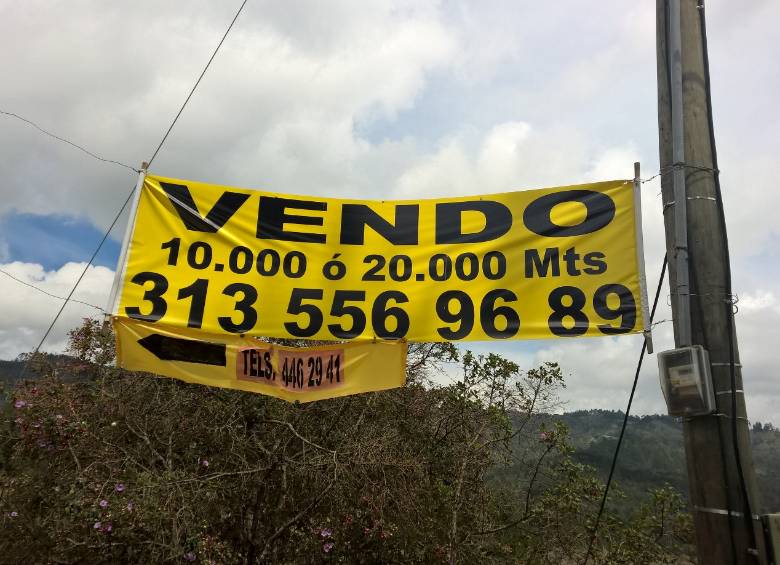 VENDO
10.000 ó 20.000 Mts
313 556 96 89
TELS. 446 29 41